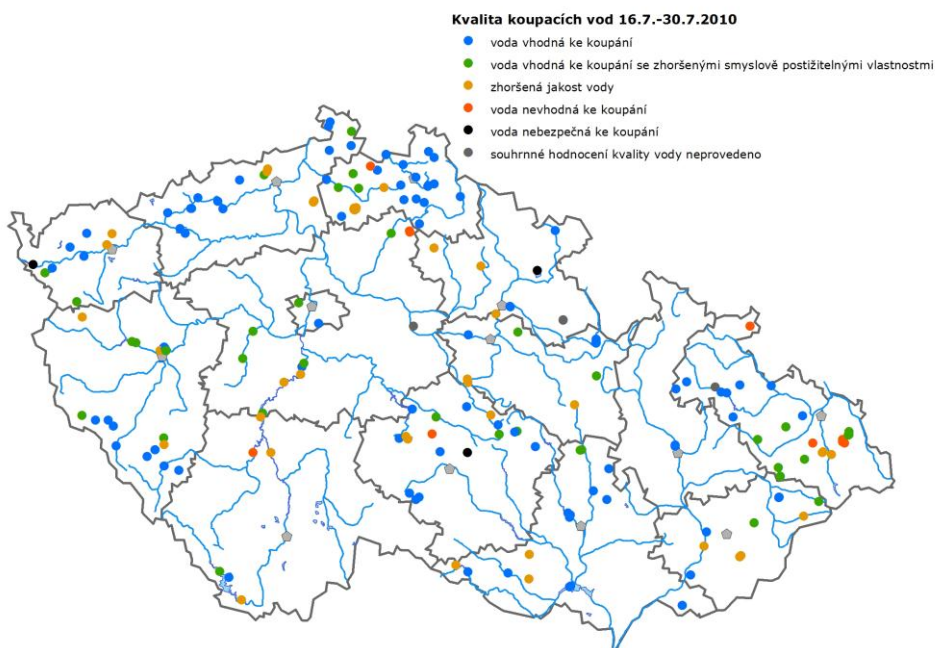 Kvalita koupacích vod 16.7.-30.7.2010
voda vhodná ke koupání
voda vhodná ke koupání se zhoršenými smyslově postižitelnými vlastnostmi
zhoršená jakost vody
voda nevhodná ke koupání
voda nebezpečná ke koupání
souhrnné hodnocení kvality vody neprovedeno